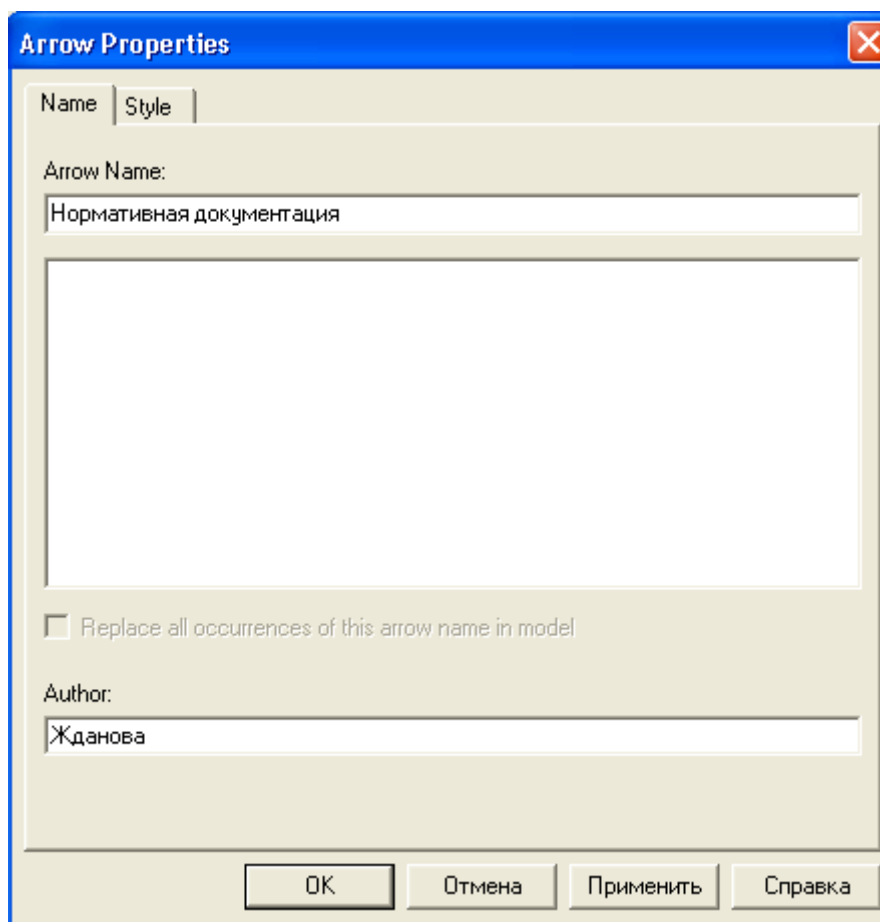 Arrow Properties
Name Style
Arrow Name:
Нормативная документация
Replace all occurrences of this arrow name in model
Author:
Жданова
OK Отмена Применить Справка